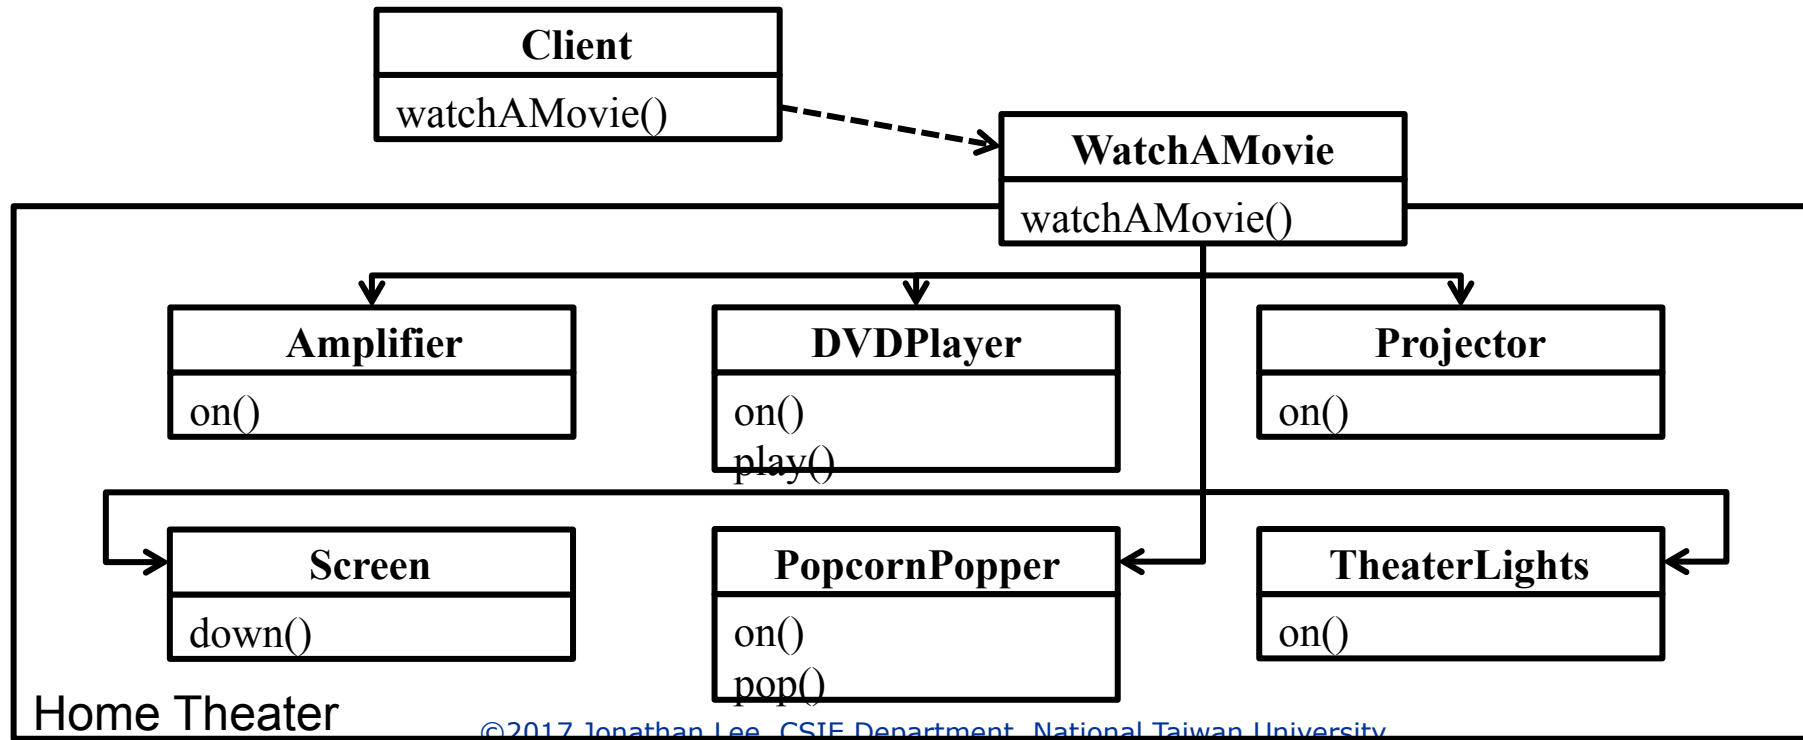 Client
watchAMovie()
WatchAMovie
watchAMovie()
Amplifier
on()
DVDPlayer
on()
play()
Projector
on()
Screen
down()
PopcornPopper
on()
pop()
TheaterLights
on()
Home Theater
©2017 Jonathan Lee, CSIE Department, National Taiwan University